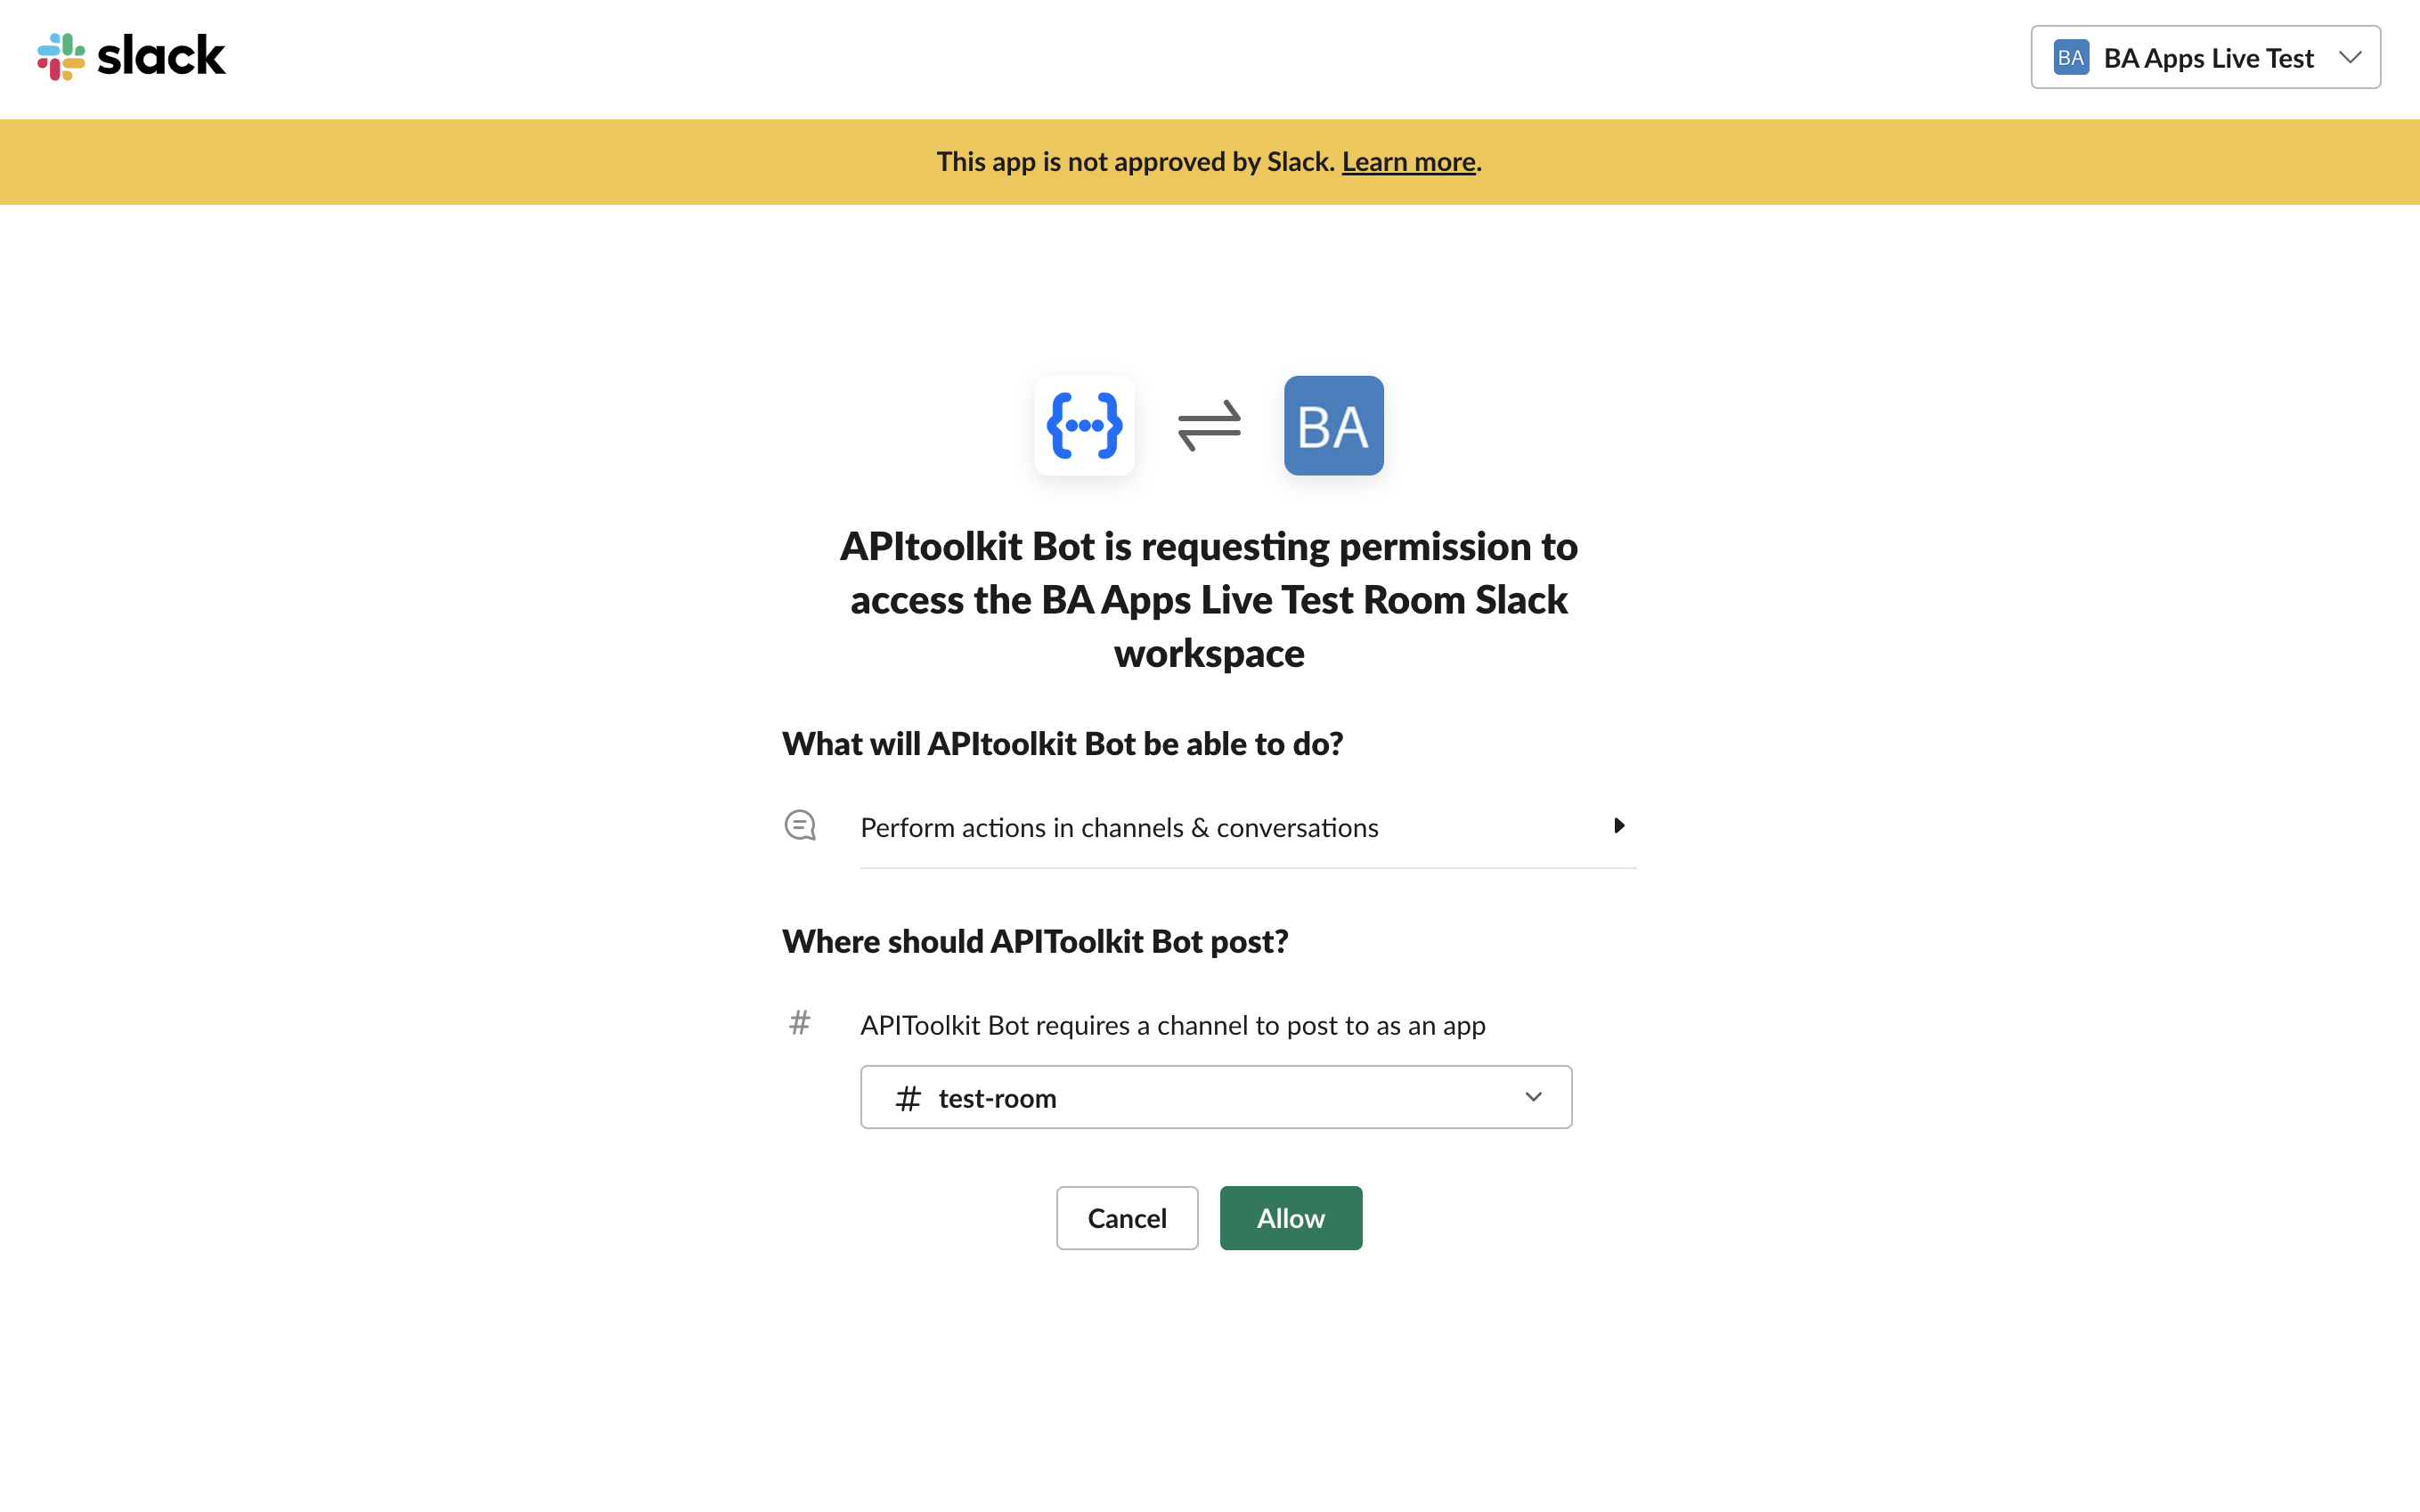 slack
BA BA Apps Live Test
This app is not approved by Slack. Learn more.
{•••} BA
APItoolkit Bot is requesting permission to
access the BA Apps Live Test Room Slack
workspace
What will APItoolkit Bot be able to do?
Perform actions in channels & conversations
Where should APIToolkit Bot post?
# APIToolkit Bot requires a channel to post to as an app
# test-room
Cancel Allow